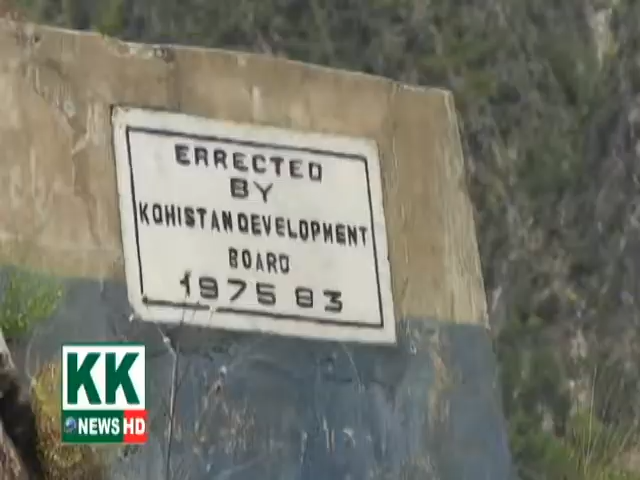 ERRECTED
BY
KOHISTAN DEVELOPMENT
BOARD
1975 83
KK
NEWS HD